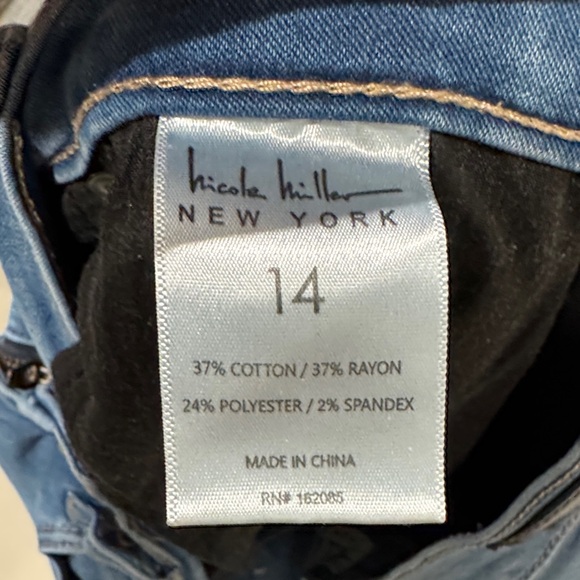 Nicole Miller
NEW YORK
14
37% COTTON / 37% RAYON
24% POLYESTER / 2% SPANDEX
MADE IN CHINA
RN# 162085